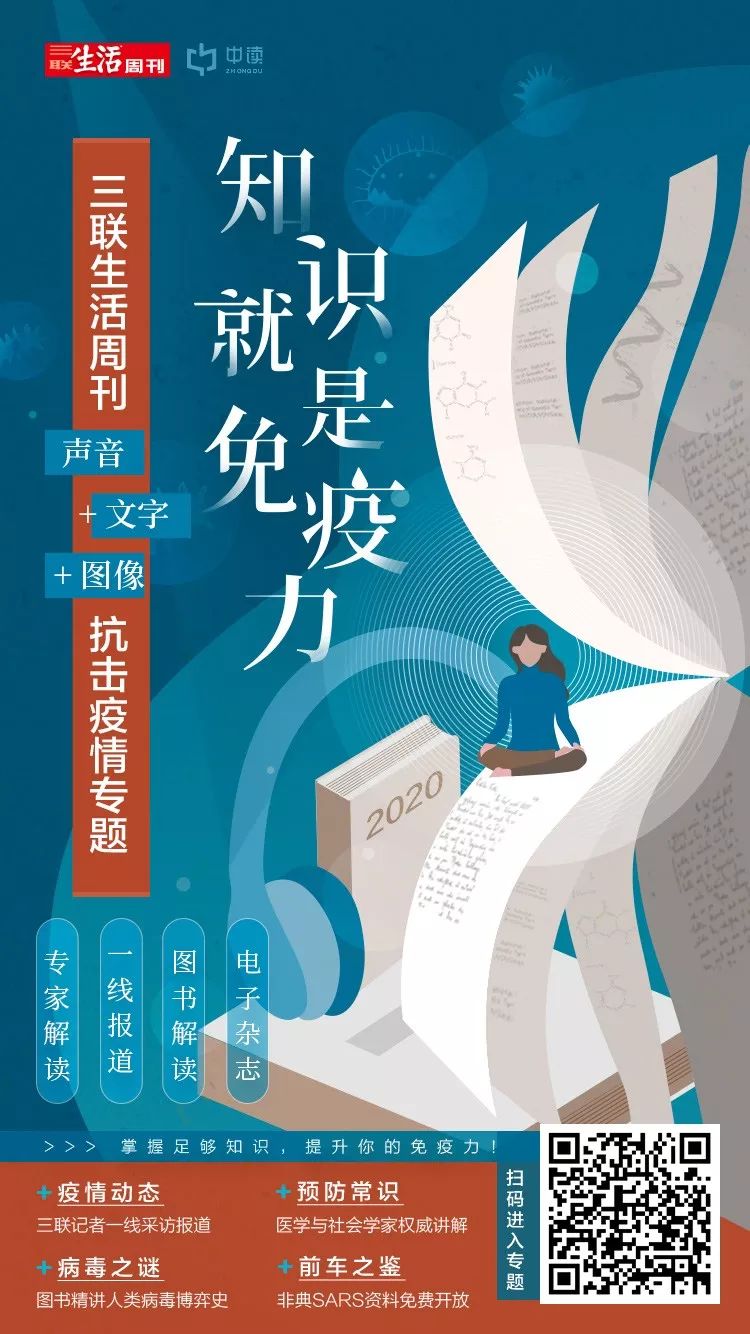 三联生活周刊
中读
ZHONGDU
知识就是免疫力
三联生活周刊
声音
+文字
+图像
抗击疫情专题
2020
专家解读
一线报道
图书解读
电子杂志
>>> 掌握足够知识，提升你的免疫力！
+疫情动态
三联记者一线采访报道
+预防常识
医学与社会学家权威讲解
+病毒之谜
图书精讲人类病毒博弈史
+前车之鉴
非典SARS资料免费开放
扫码进入专题